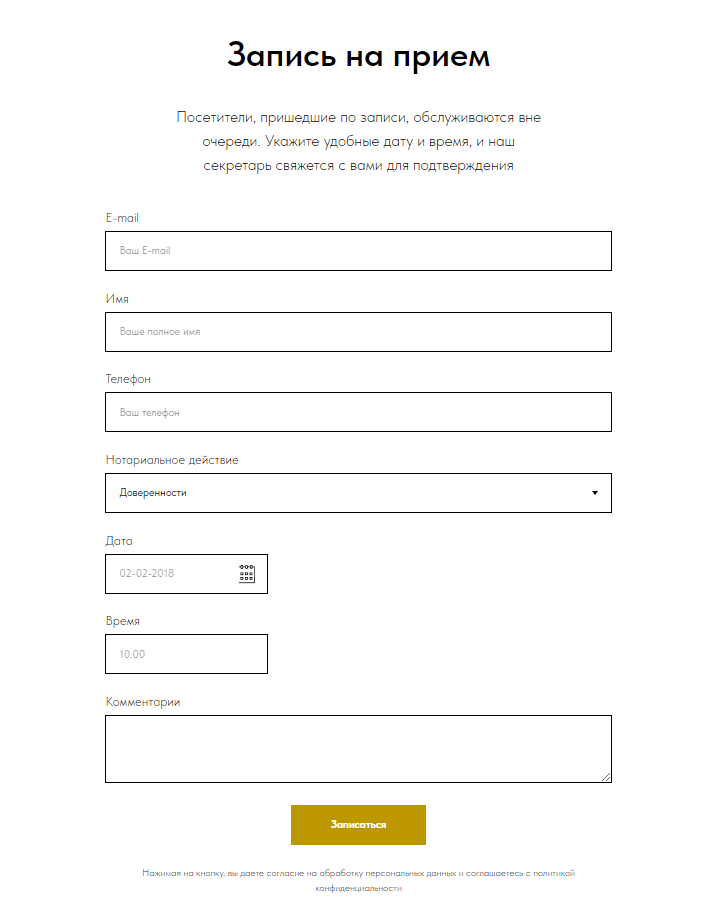 Запись на прием
Посетители, пришедшие по записи, обслуживаются вне
очереди. Укажите удобные дату и время, и наш
секретарь свяжется с вами для подтверждения
E-mail
Ваш E-mail
Имя
Ваше полное имя
Телефон
Ваш телефон
Нотариальное действие
Доверенности
Дата
02-02-2018
Время
10.00
Комментарии
Записаться
Нажимая на кнопку, вы даете согласие на обработку персональных данных и соглашаетесь c политикой
конфиденциальности